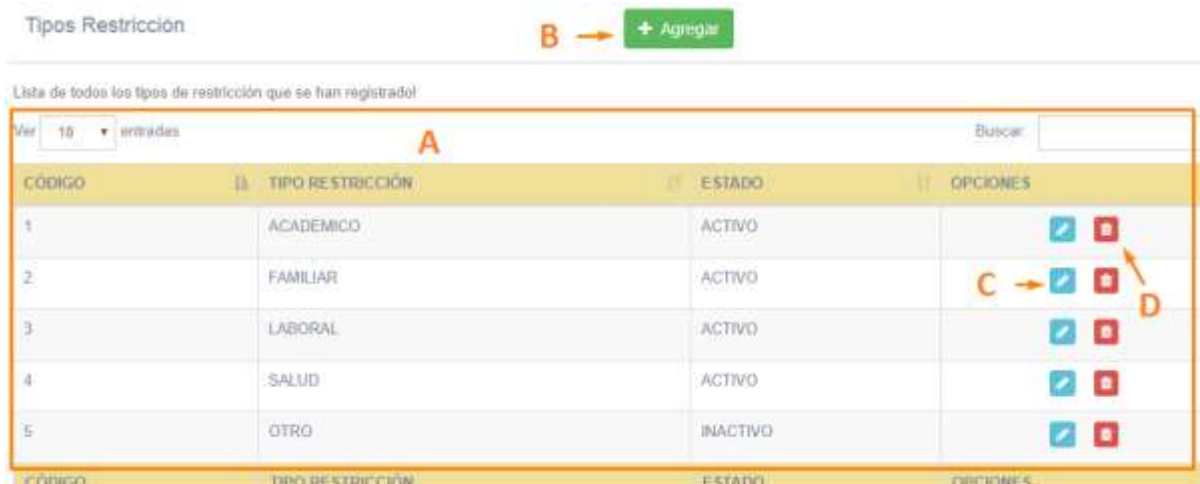 Tipos Restricción
B + Agregar
Lista de todos los tipos de restricción que se han registrado!
Ver 10 entradas A Buscar
CÓDIGO TIPO RESTRICCIÓN ESTADO OPCIONES
1 ACADEMICO ACTIVO
2 FAMILIAR ACTIVO C
D
3 LABORAL ACTIVO
4 SALUD ACTIVO
5 OTRO INACTIVO
CÓDIGO TIPO RESTRICCIÓN ESTADO OPCIONES